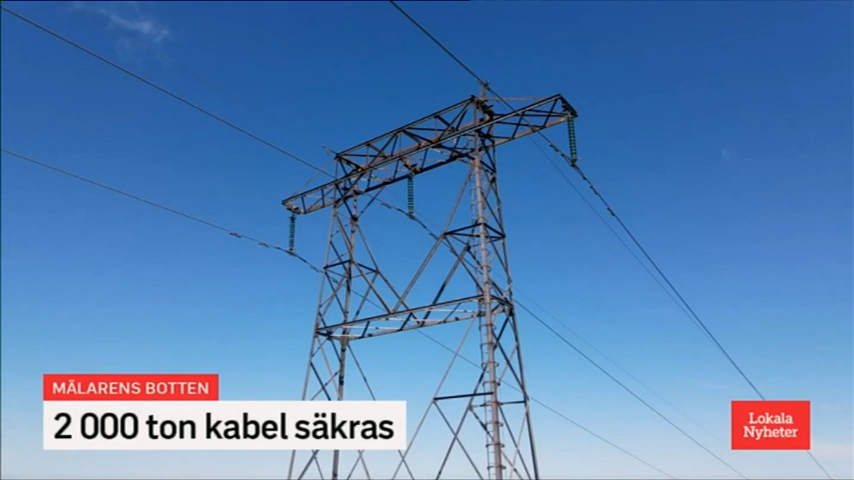 MÄLARENS BOTTEN
2 000 ton kabel säkras
Lokala
Nyheter